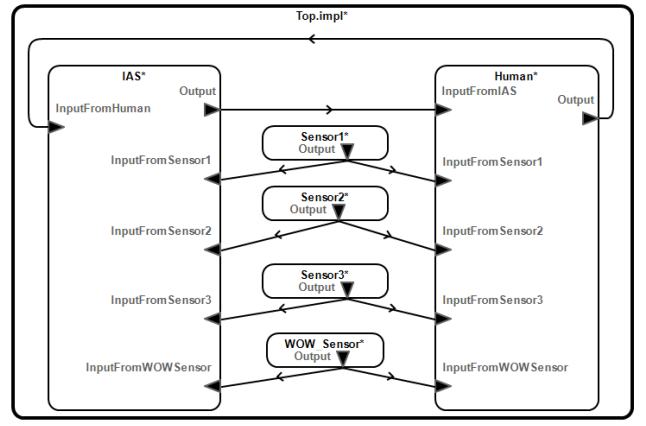 Top.impl*
IAS*
Human*
Output
InputFromHuman
InputFromIAS
Output
Sensor1*
Output
InputFromSensor1
InputFromSensor1
Sensor2*
Output
InputFromSensor2
InputFromSensor2
Sensor3*
Output
InputFromSensor3
InputFromSensor3
WOW_Sensor*
Output
InputFromWOWSensor
InputFromWOWSensor